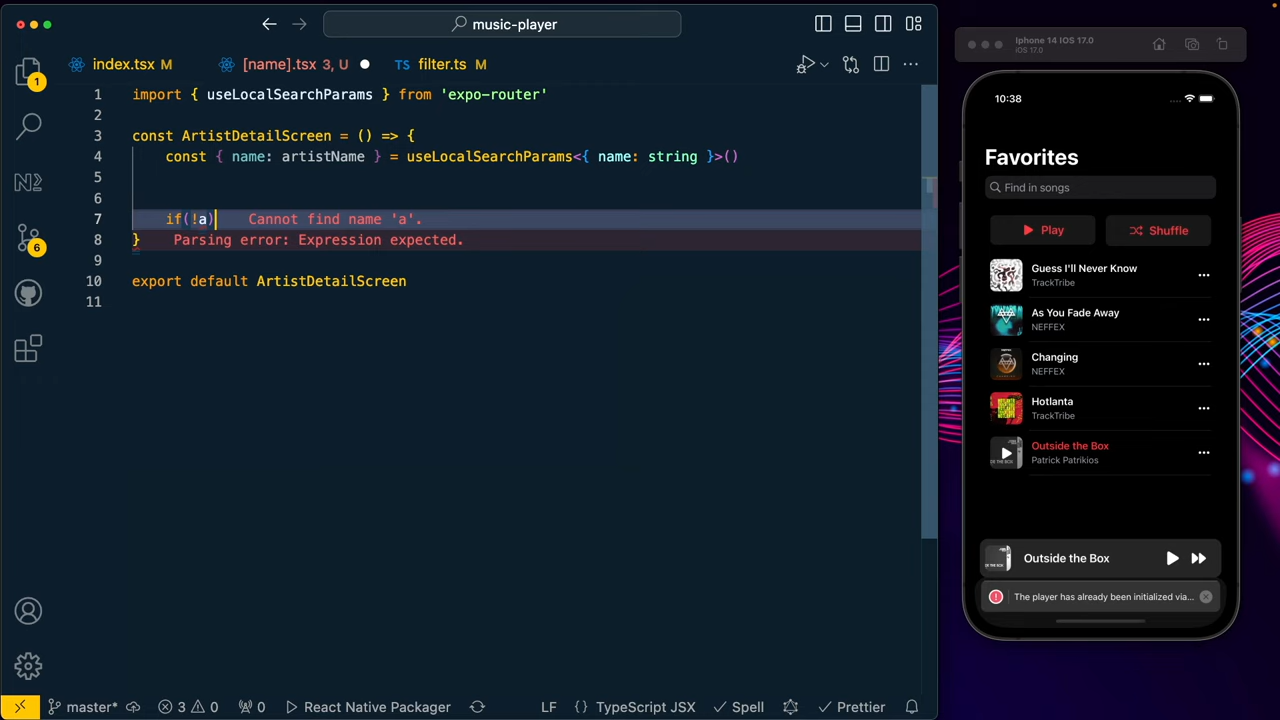 music-player
index.tsx M
[name].tsx 3, U
TS filter.ts M
1 import { useLocalSearchParams } from 'expo-router'
2
3 const ArtistDetailScreen = () => {
4 const { name: artistName } = useLocalSearchParams<{ name: string }>()
5
6
7 if(!a) Cannot find name 'a'.
8 } Parsing error: Expression expected.
9
10 export default ArtistDetailScreen
11
1
6
master*
3 0
0
React Native Packager
LF
{} TypeScript JSX
Spell
Prettier
Iphone 14 IOS 17.0
iOS 17.0
10:38
Favorites
Find in songs
Play
Shuffle
Guess I'll Never Know
TrackTribe
As You Fade Away
NEFFEX
Changing
NEFFEX
Hotlanta
TrackTribe
Outside the Box
Patrick Patrikios
Outside the Box
! The player has already been initialized via...